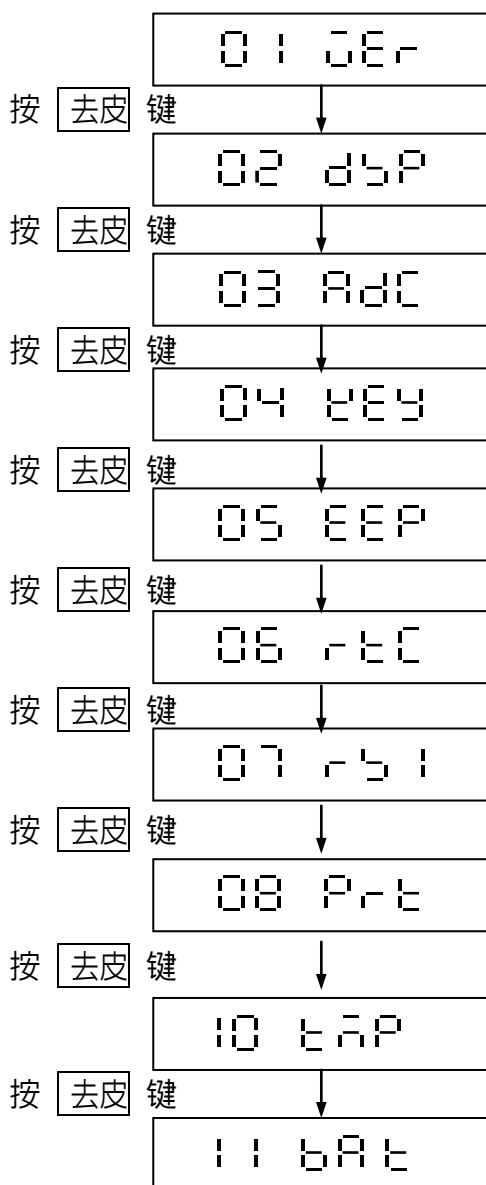 01 VEr
按 去皮 键
02 dSP
按 去皮 键
03 AdC
按 去皮 键
04 KEY
按 去皮 键
05 EEP
按 去皮 键
06 rtC
按 去皮 键
07 rS1
按 去皮 键
08 Prt
按 去皮 键
10 tmP
按 去皮 键
11 bAt